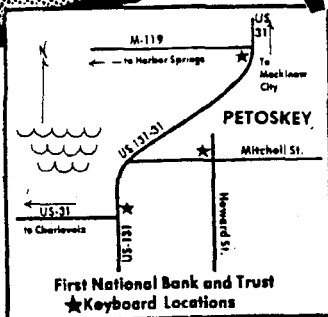 US
31
M-119
to Harbor Springs
To
Mackinaw
City
N
PETOSKEY
US 131-31
Mitchell St.
US-31
to Charlevoix
US-131
Howard St.
First National Bank and Trust
★Keyboard Locations